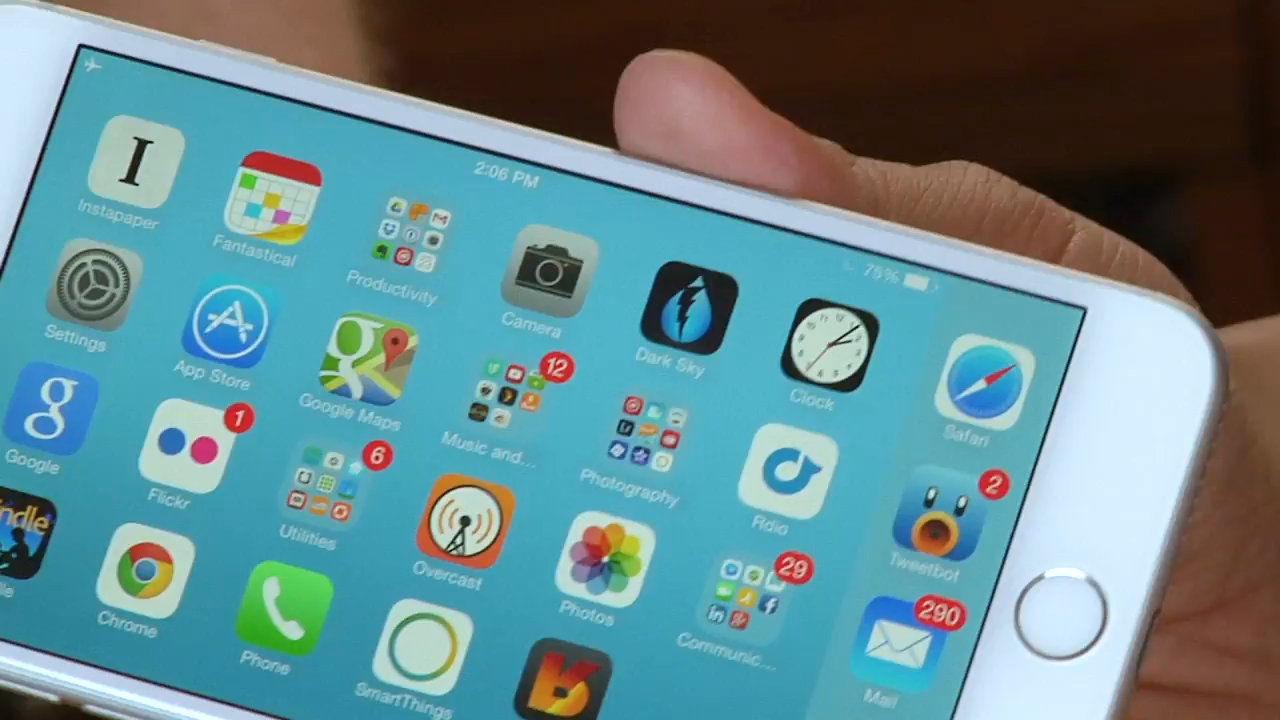 2:06 PM
75%
I
Instapaper
Fantastical
Productivity
Camera
Dark Sky
Clock
Safari
Settings
App Store
Google Maps
12
Music and...
Photography
Rdio
2
Tweetbot
g
Google
1
Flickr
6
Utilities
Overcast
Photos
29
Communic...
290
Mail
Chrome
Phone
SmartThings